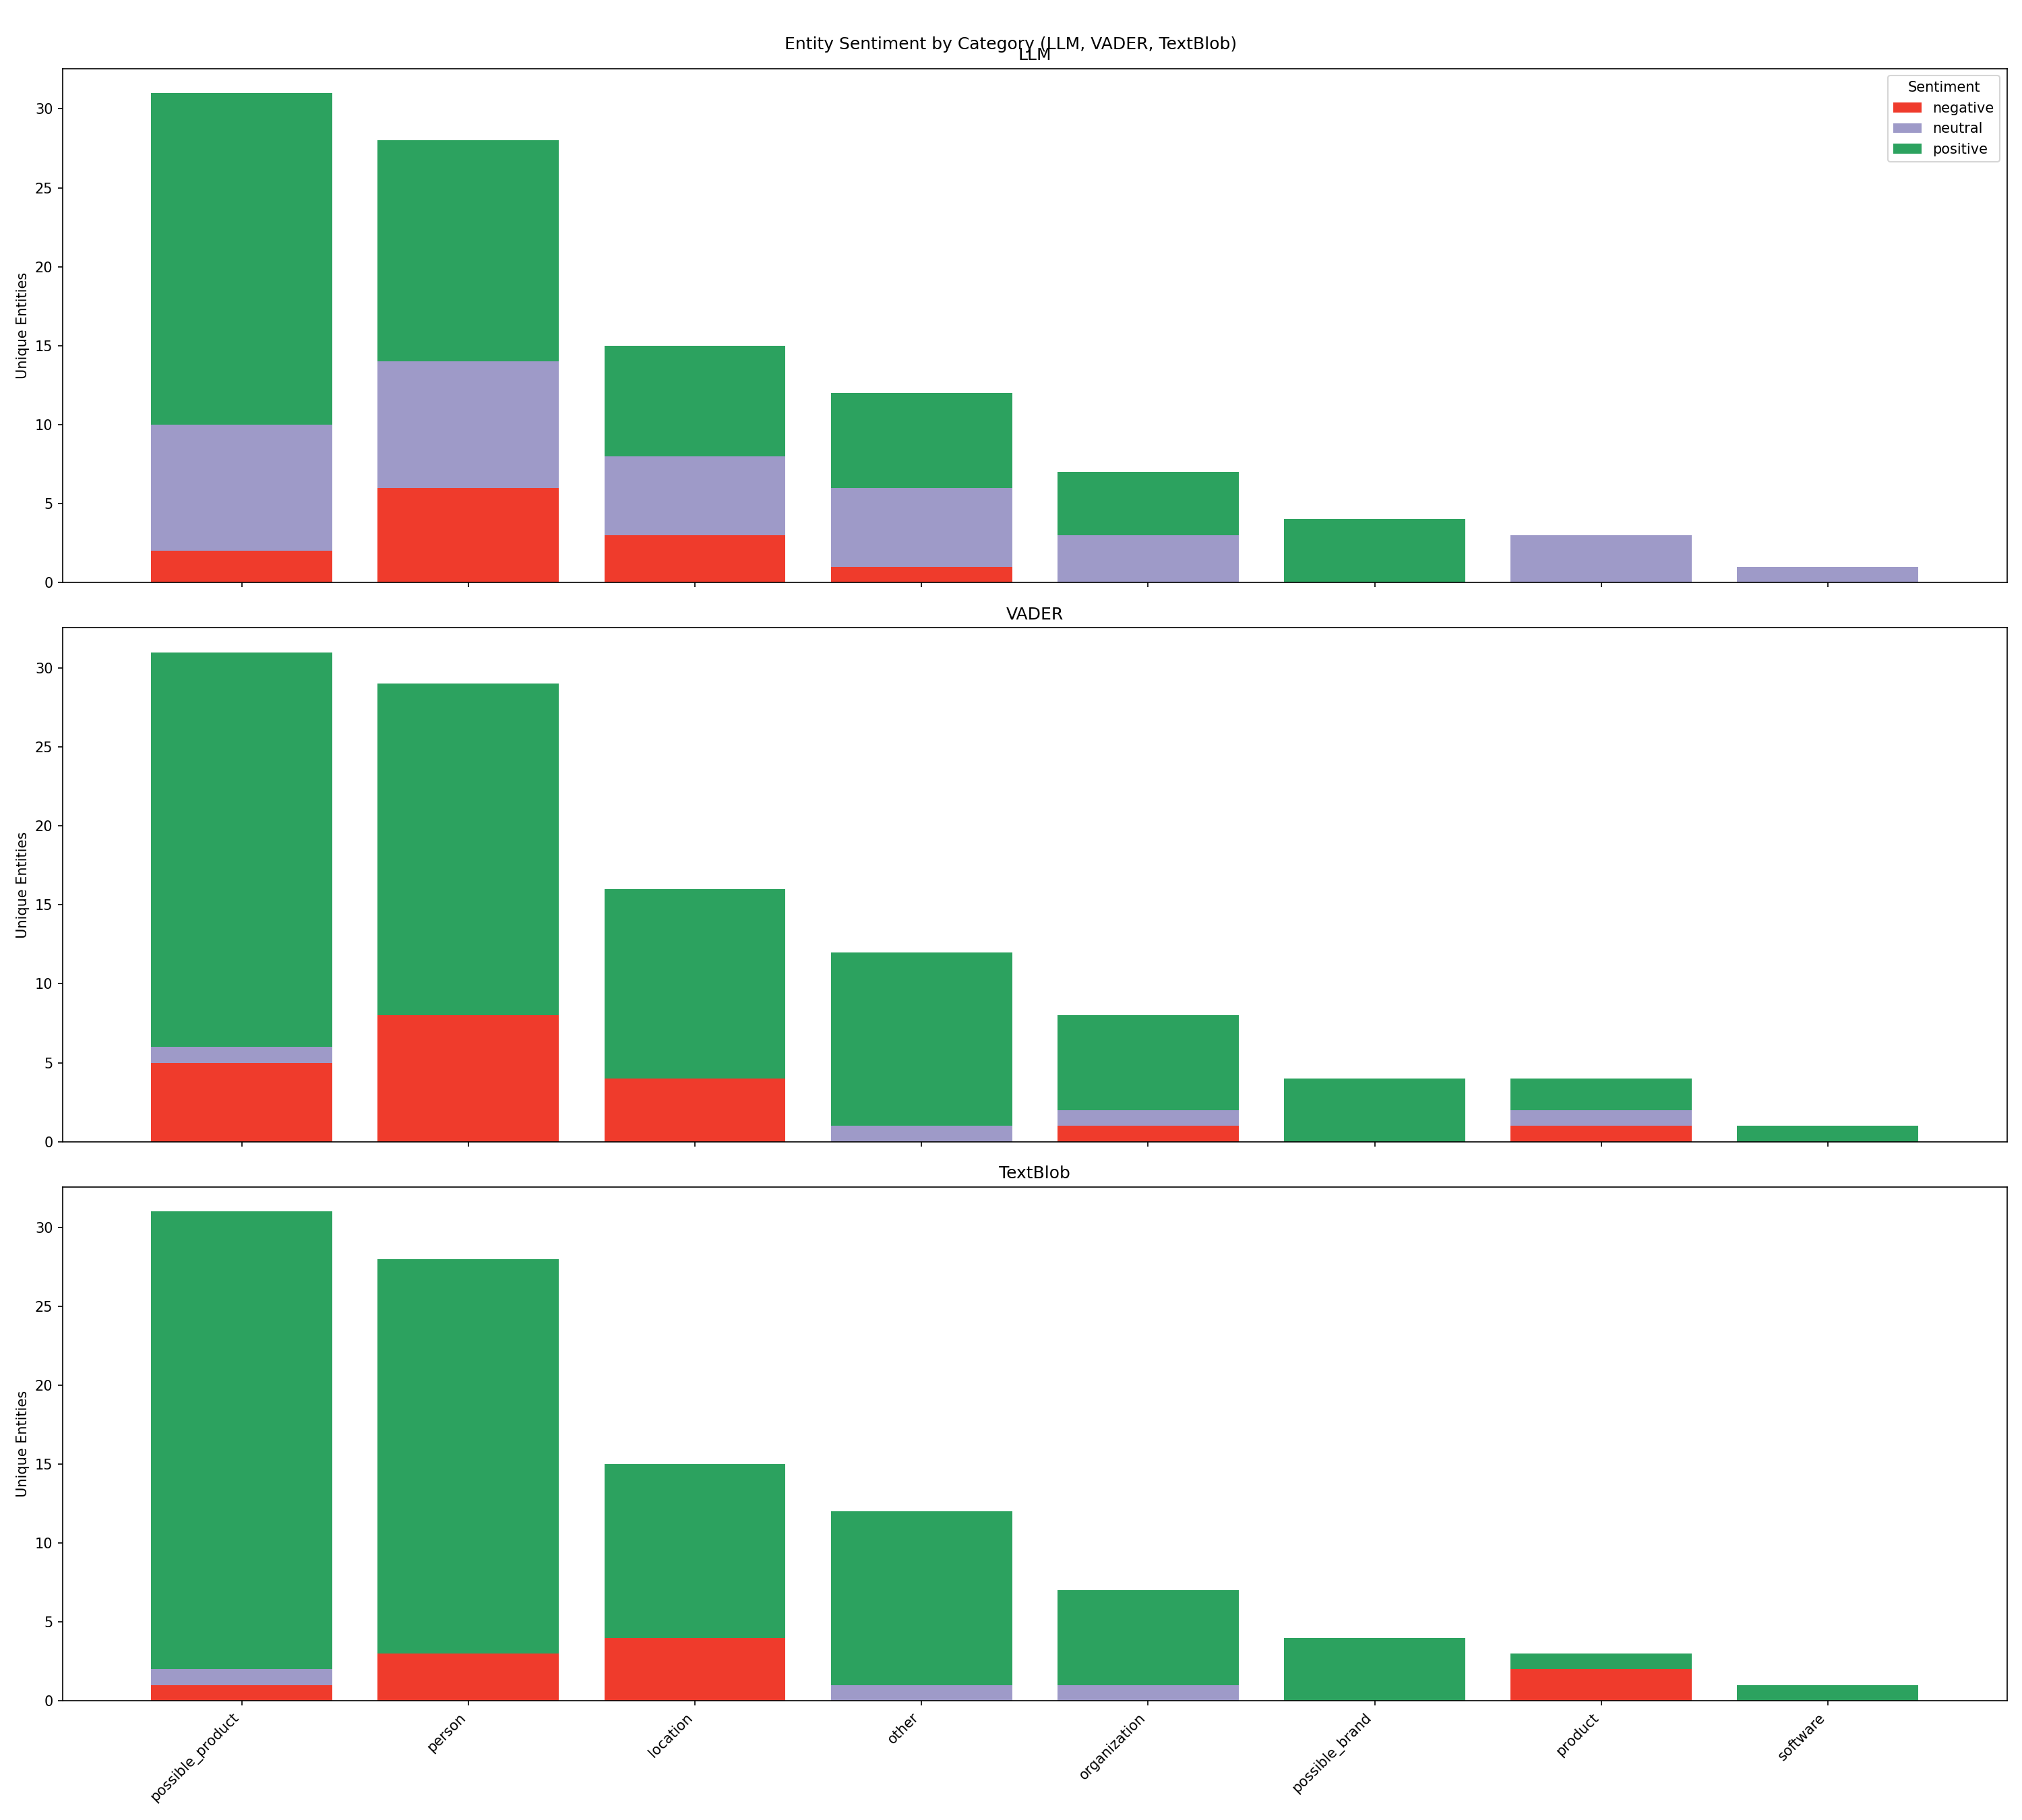 Entity Sentiment by Category (LLM, VADER, TextBlob)
LLM
Sentiment
negative
neutral
positive
Unique Entities
30
25
20
15
10
5
0
VADER
Unique Entities
30
25
20
15
10
5
0
TextBlob
Unique Entities
30
25
20
15
10
5
0
possible_product
person
location
other
organization
possible_brand
product
software